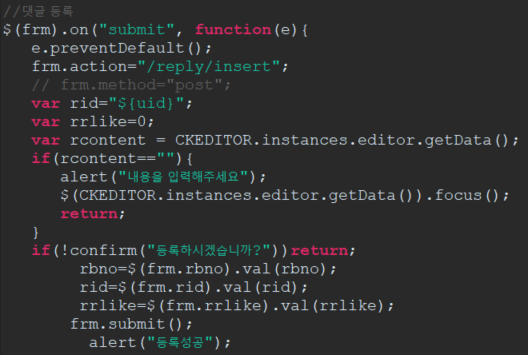 //댓글 등록
$(frm).on("submit", function(e){
e.preventDefault();
frm.action="/reply/insert";
// frm.method="post";
var rid="${uid}";
var rrlike=0;
var rcontent = CKEDITOR.instances.editor.getData();
if(rcontent==""){
alert("내용을 입력해주세요");
$(CKEDITOR.instances.editor.getData()).focus();
return;
}
if(!confirm("등록하시겠습니까?"))return;
rbno=$(frm.rbno).val(rbno);
rid=$(frm.rid).val(rid);
rrlike=$(frm.rrlike).val(rrlike);
frm.submit();
alert("등록성공");